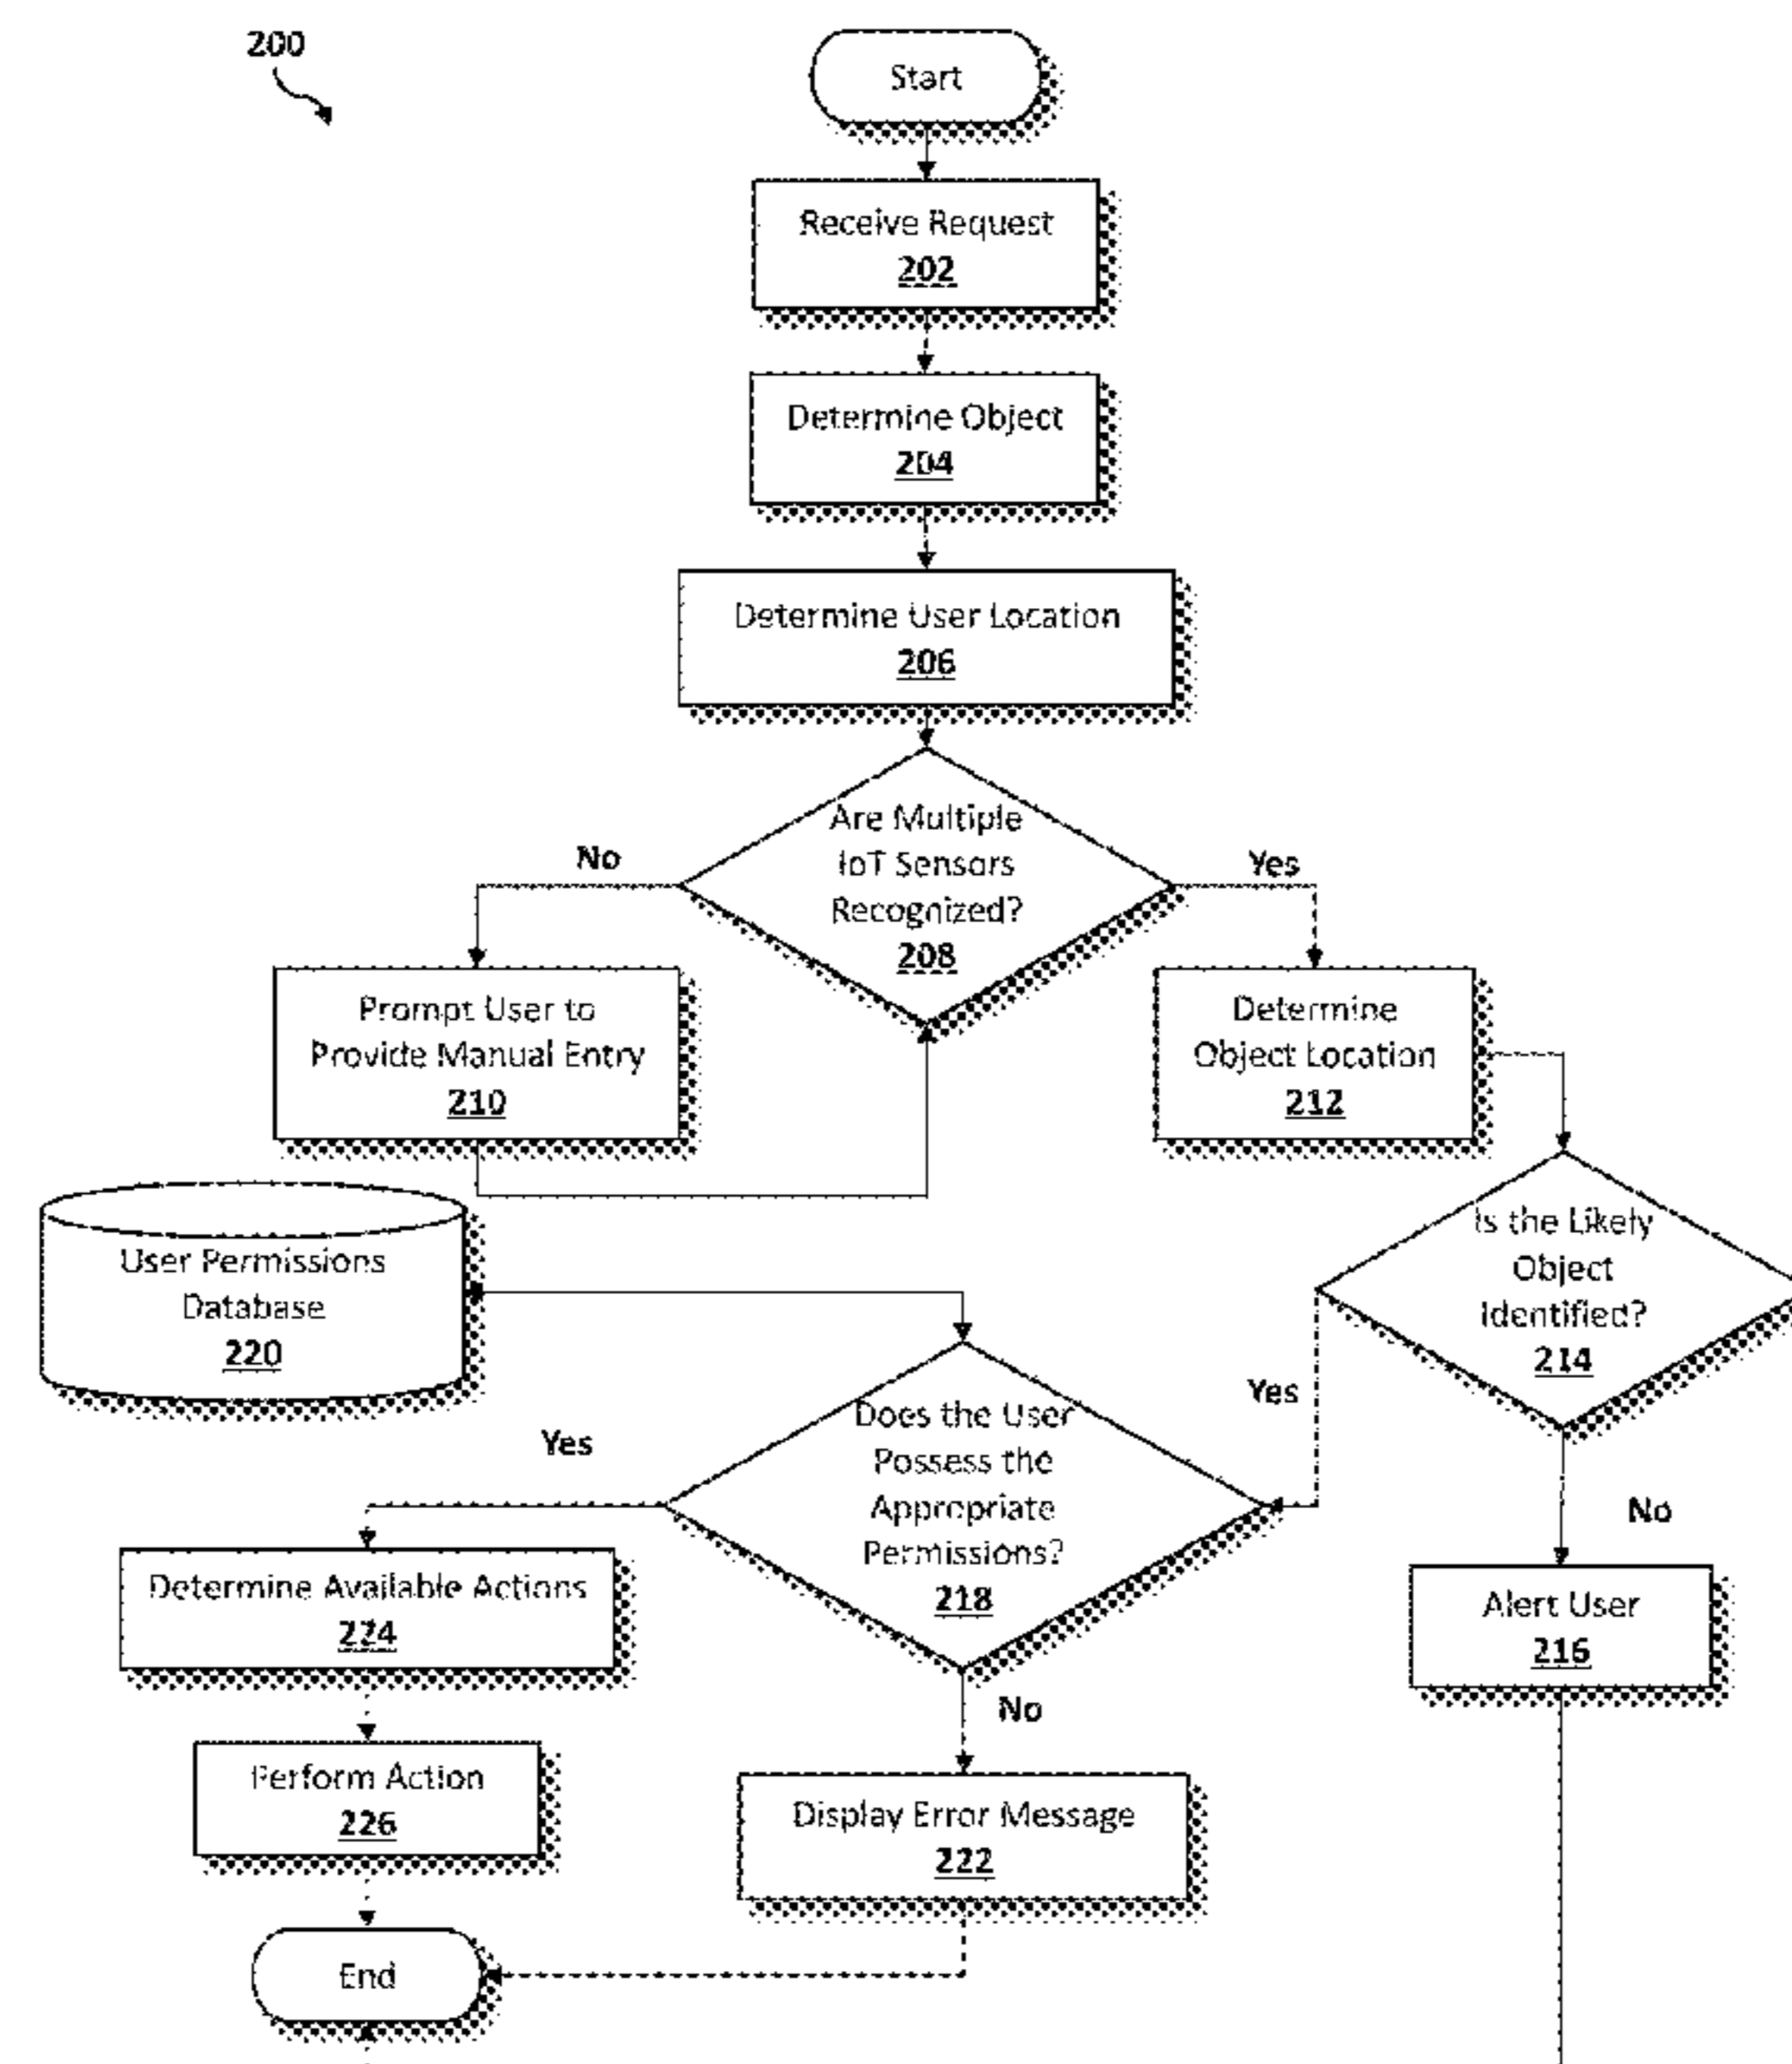 200
Start
Receive Request
202
Determine Object
204
Determine User Location
206
Are Multiple
IoT Sensors
Recognized?
208
No
Yes
Prompt User to
Provide Manual Entry
210
Determine
Object Location
212
Is the Likely
Object
Identified?
214
User Permissions
Database
220
Yes
No
Does the User
Possess the
Appropriate
Permissions?
218
Yes
No
Alert User
216
Determine Available Actions
224
Perform Action
226
Display Error Message
222
End